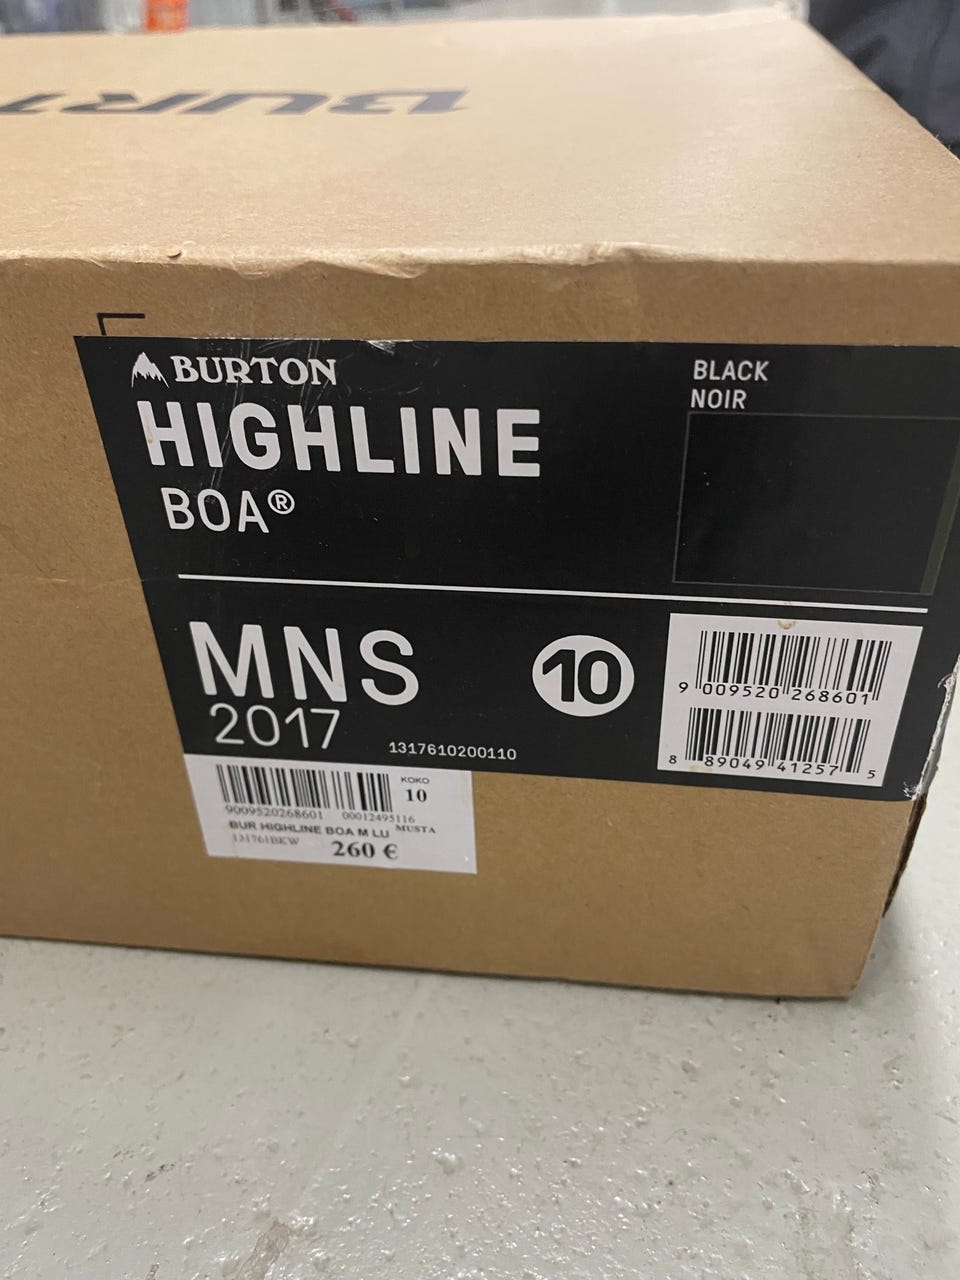 BURT
BURTON
HIGHLINE
BOA®
BLACK
NOIR
MNS
2017
10
1317610200110
9 009520 268601
8 89049 41257 5
KOKO
10
9009520268601 00012495116
BUR HIGHLINE BOA M LU MUSTA
131761BKW
260 €